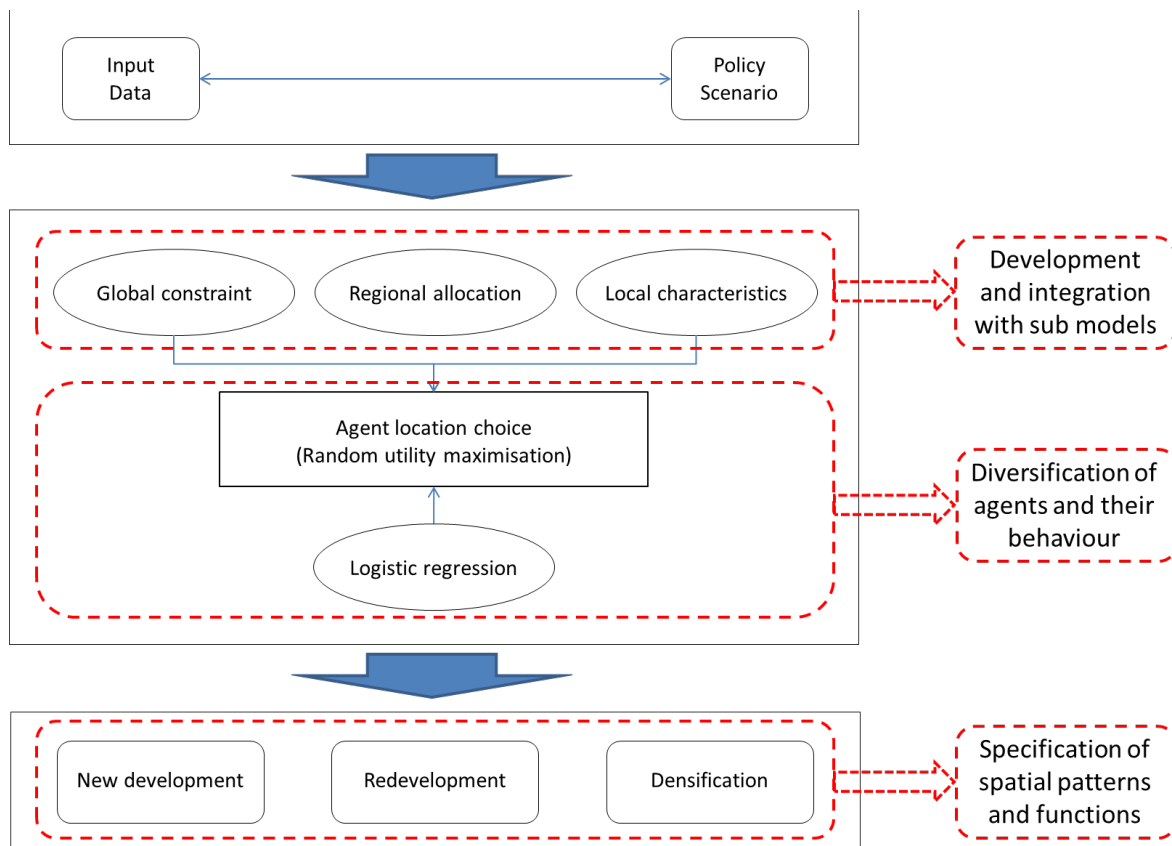 Input
Data
Policy
Scenario
Global constraint
Regional allocation
Local characteristics
Development
and integration
with sub models
Agent location choice
(Random utility maximisation)
Logistic regression
Diversification of
agents and their
behaviour
New development
Redevelopment
Densification
Specification of
spatial patterns
and functions